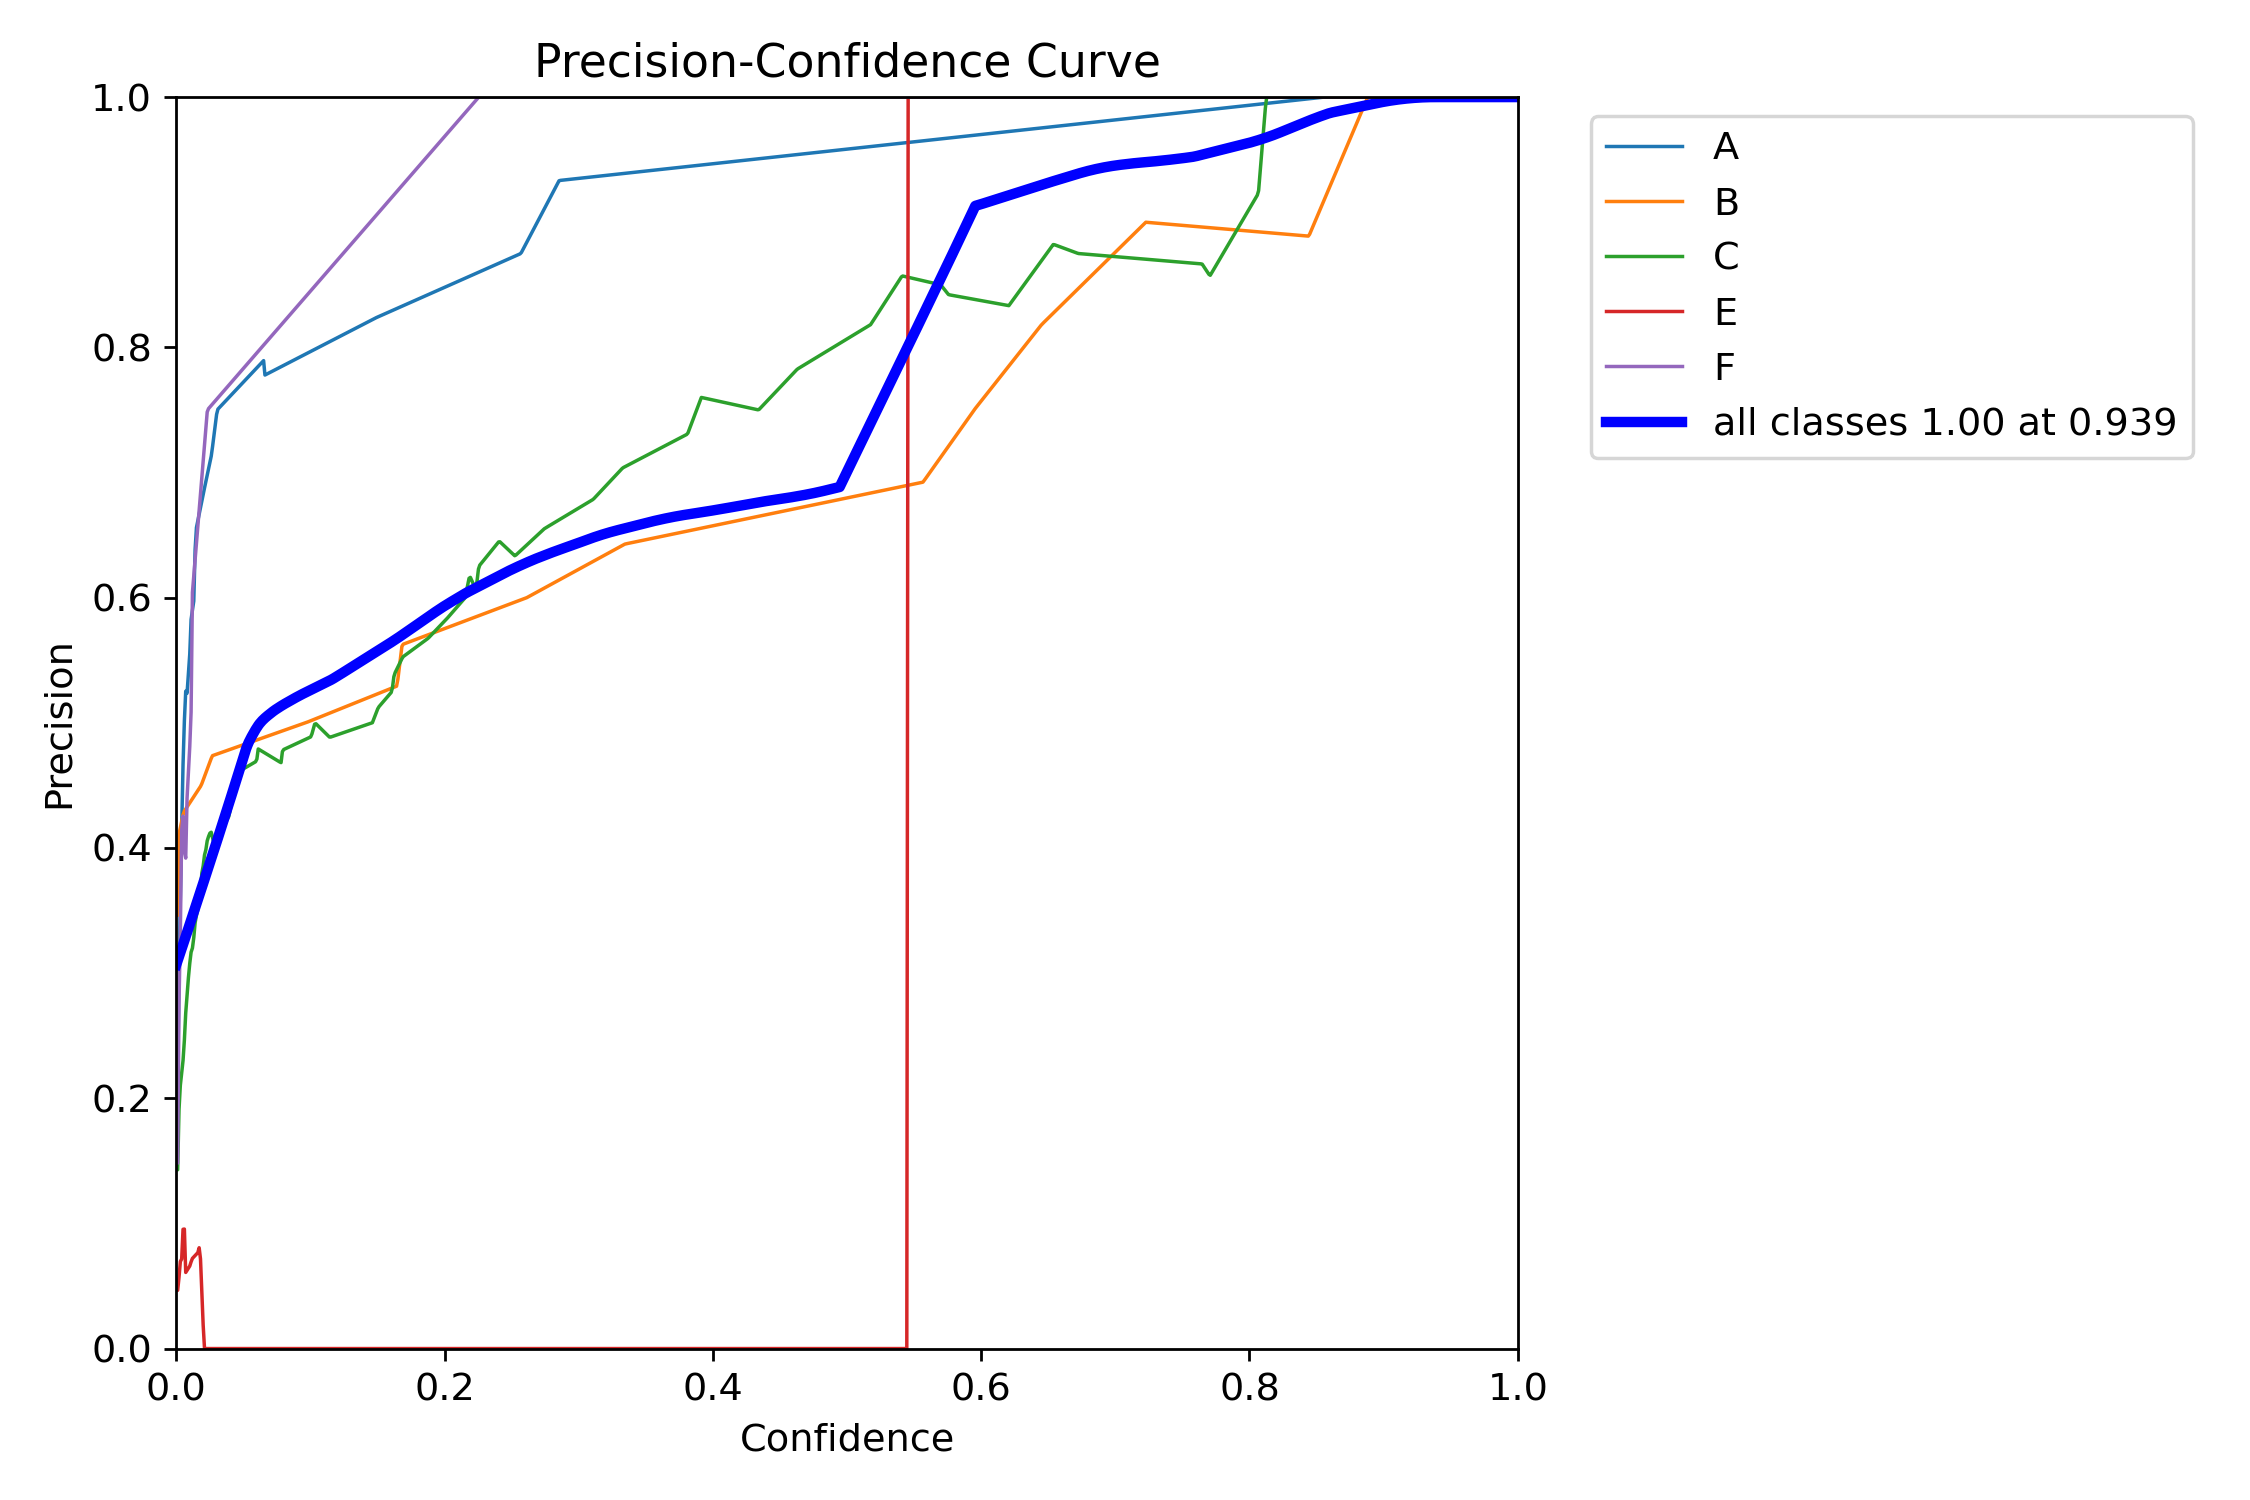 Precision-Confidence Curve
1.0
0.8
0.6
0.4
0.2
0.0
Precision
0.0 0.2 0.4 0.6 0.8 1.0
Confidence
A
B
C
E
F
all classes 1.00 at 0.939